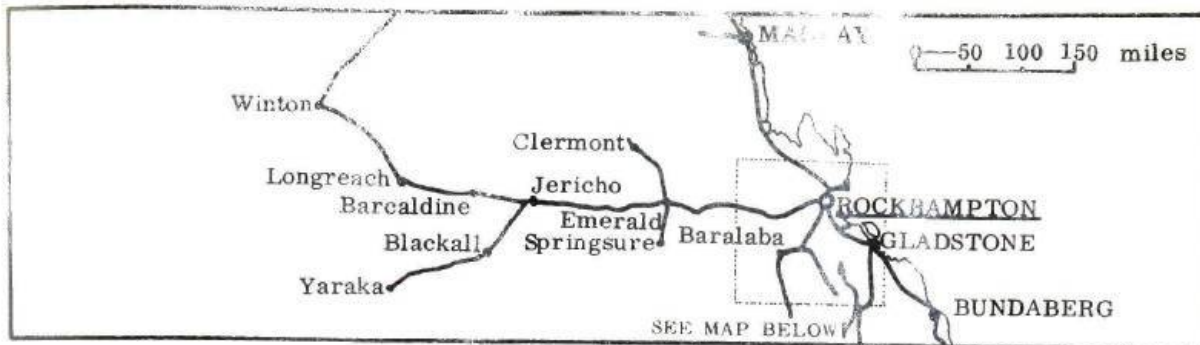 50 100 150 miles
Winton
Clermont
Longreach
Jericho
Barcaldine
Emerald
ROCKHAMPTON
Blackall
Springsure
Baralaba
GLADSTONE
Yaraka
BUNDABERG
SEE MAP BELOW